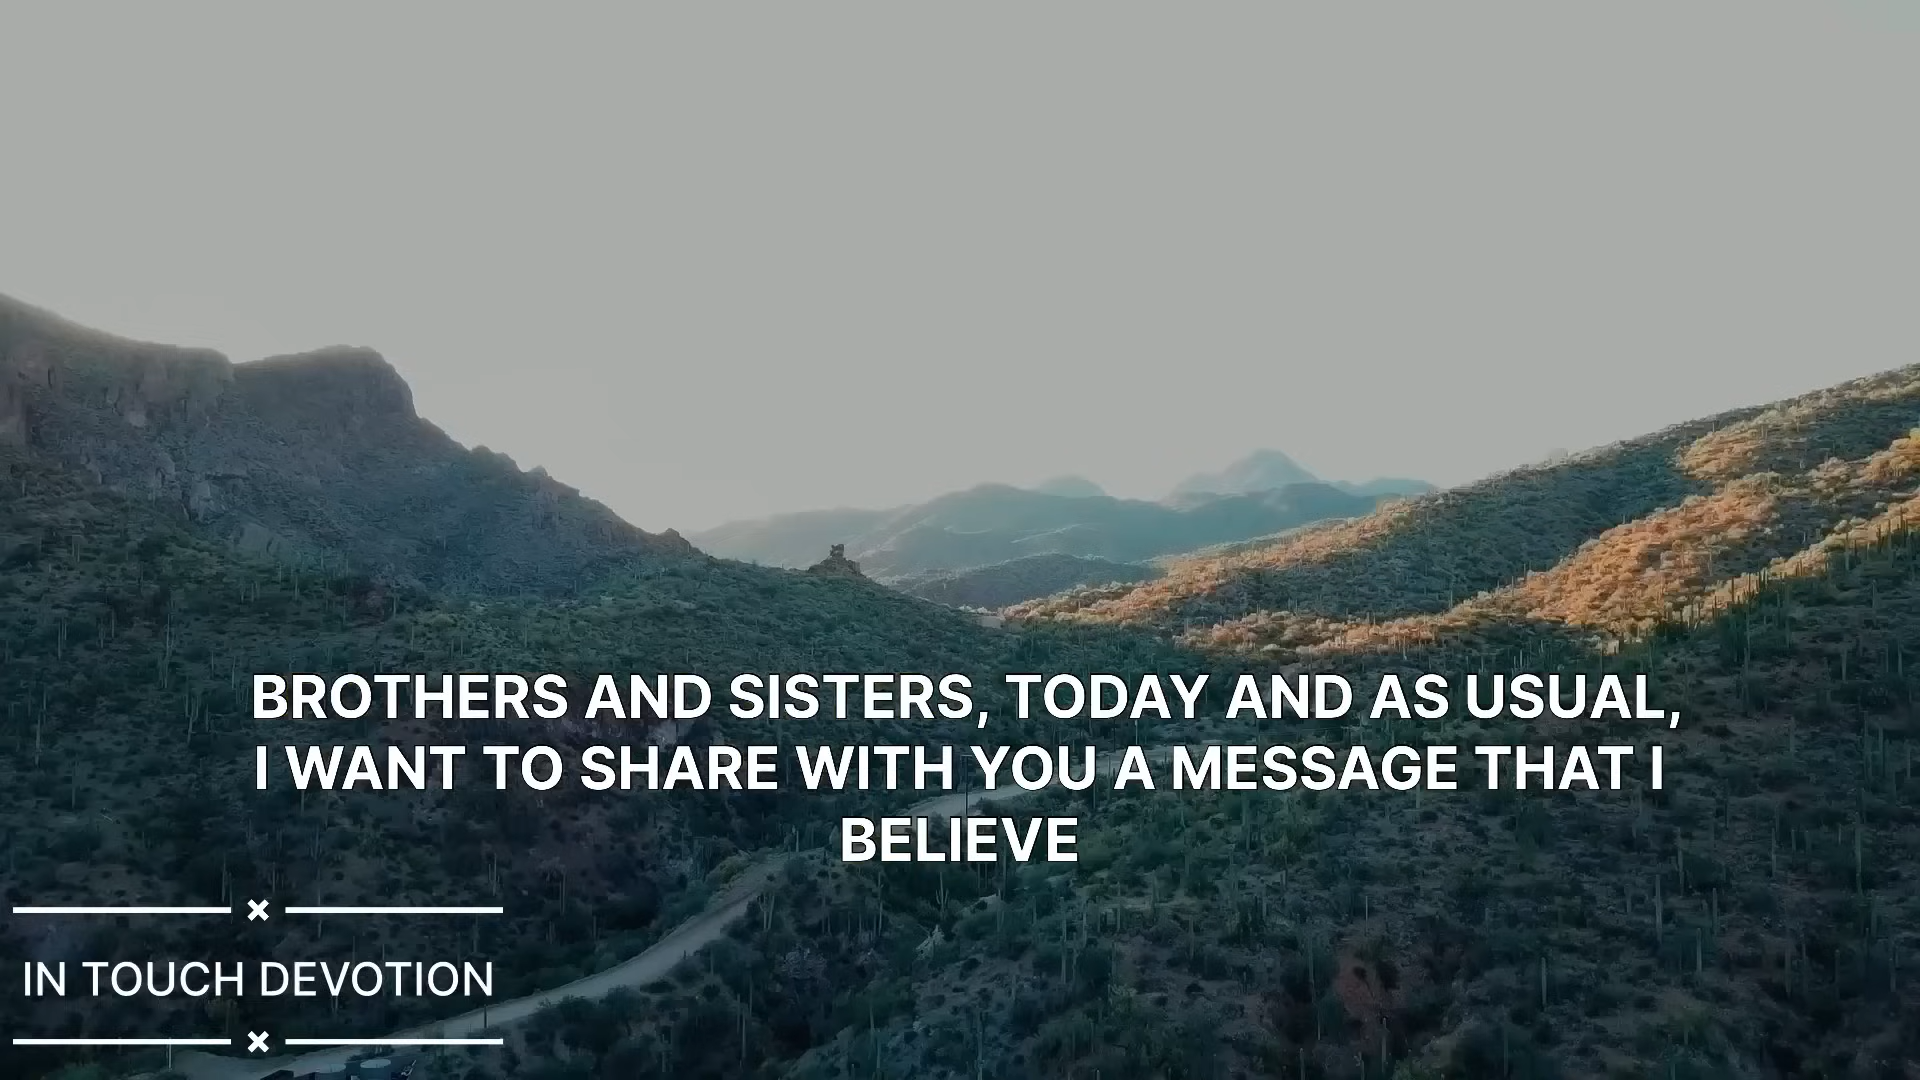 BROTHERS AND SISTERS, TODAY AND AS USUAL,
I WANT TO SHARE WITH YOU A MESSAGE THAT I
BELIEVE
IN TOUCH DEVOTION